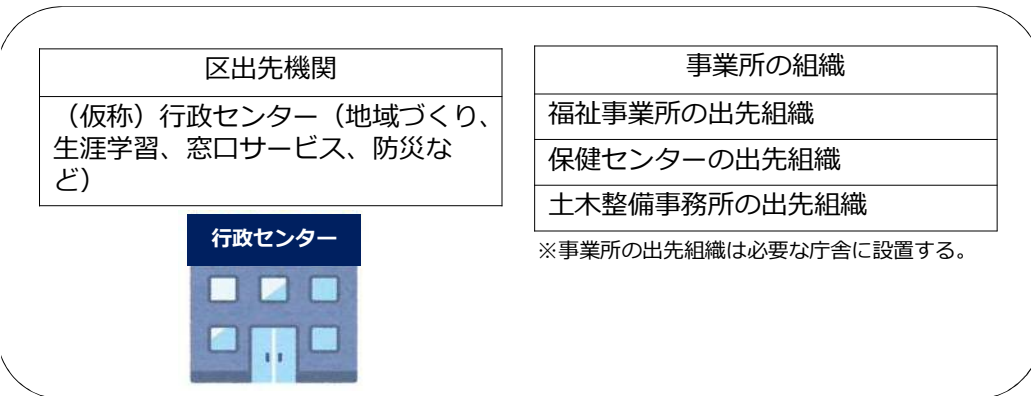 区出先機関
（仮称）行政センター（地域づくり、
生涯学習、窓口サービス、防災な
ど）
行政センター
事業所の組織
福祉事業所の出先組織
保健センターの出先組織
土木整備事務所の出先組織
※事業所の出先組織は必要な庁舎に設置する。